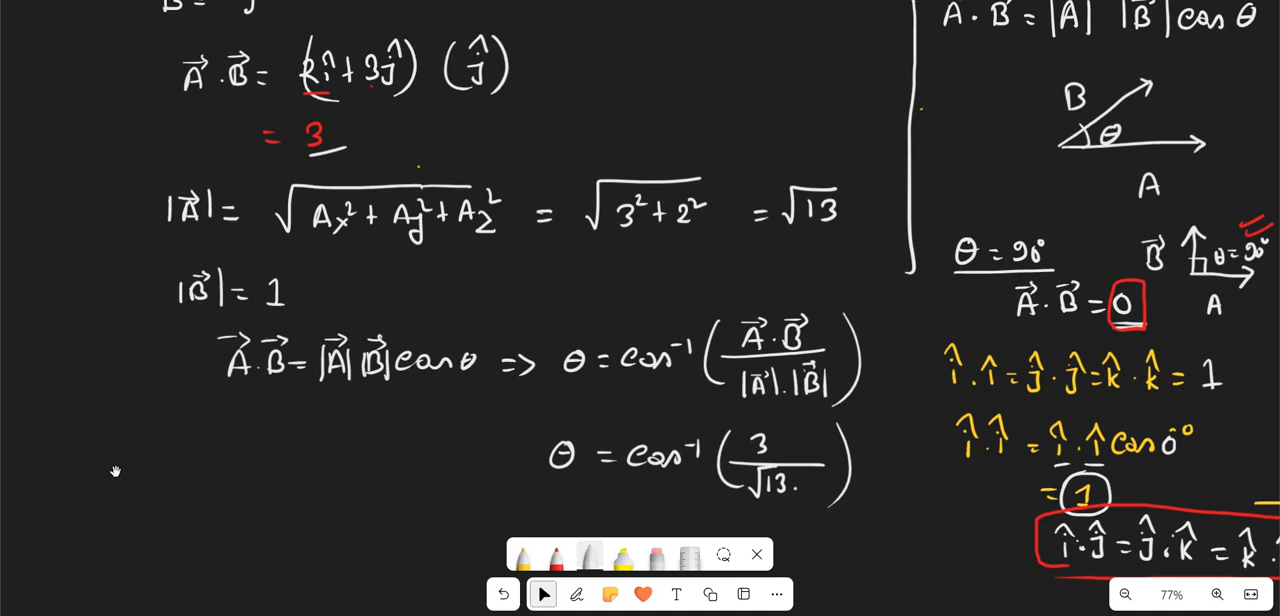 A⃗ . B⃗ = (kî + 3ĵ) (ĵ)
= 3
|A⃗| = √(Ax² + Ay² + Az²) = √(3² + 2²) = √13
|B⃗| = 1
A⃗ . B⃗ = |A⃗| |B⃗| cos θ => θ = cos⁻¹ (A⃗ . B⃗ / |A⃗| . |B⃗|)
θ = cos⁻¹ (3 / √13.)
A . B⃗ = |A| |B⃗| cos θ
B
θ
A
θ = 90°
B⃗ θ = 90°
A
A⃗ . B⃗ = 0
î . î = ĵ . ĵ = k̂ . k̂ = 1
î . î = î . î cos 0°
= 1
î . ĵ = ĵ . k̂ = k̂ .
T
77%